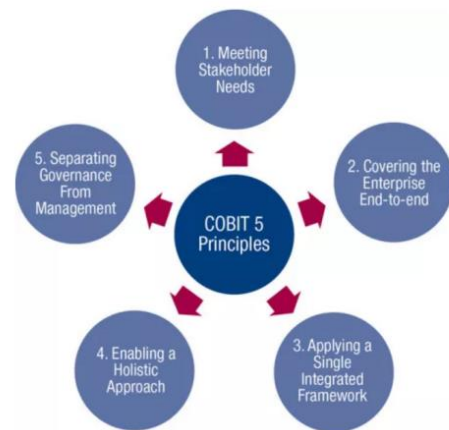 1. Meeting
Stakeholder
Needs
5. Separating
Governance
From
Management
2. Covering the
Enterprise
End-to-end
COBIT 5
Principles
4. Enabling a
Holistic
Approach
3. Applying a
Single
Integrated
Framework